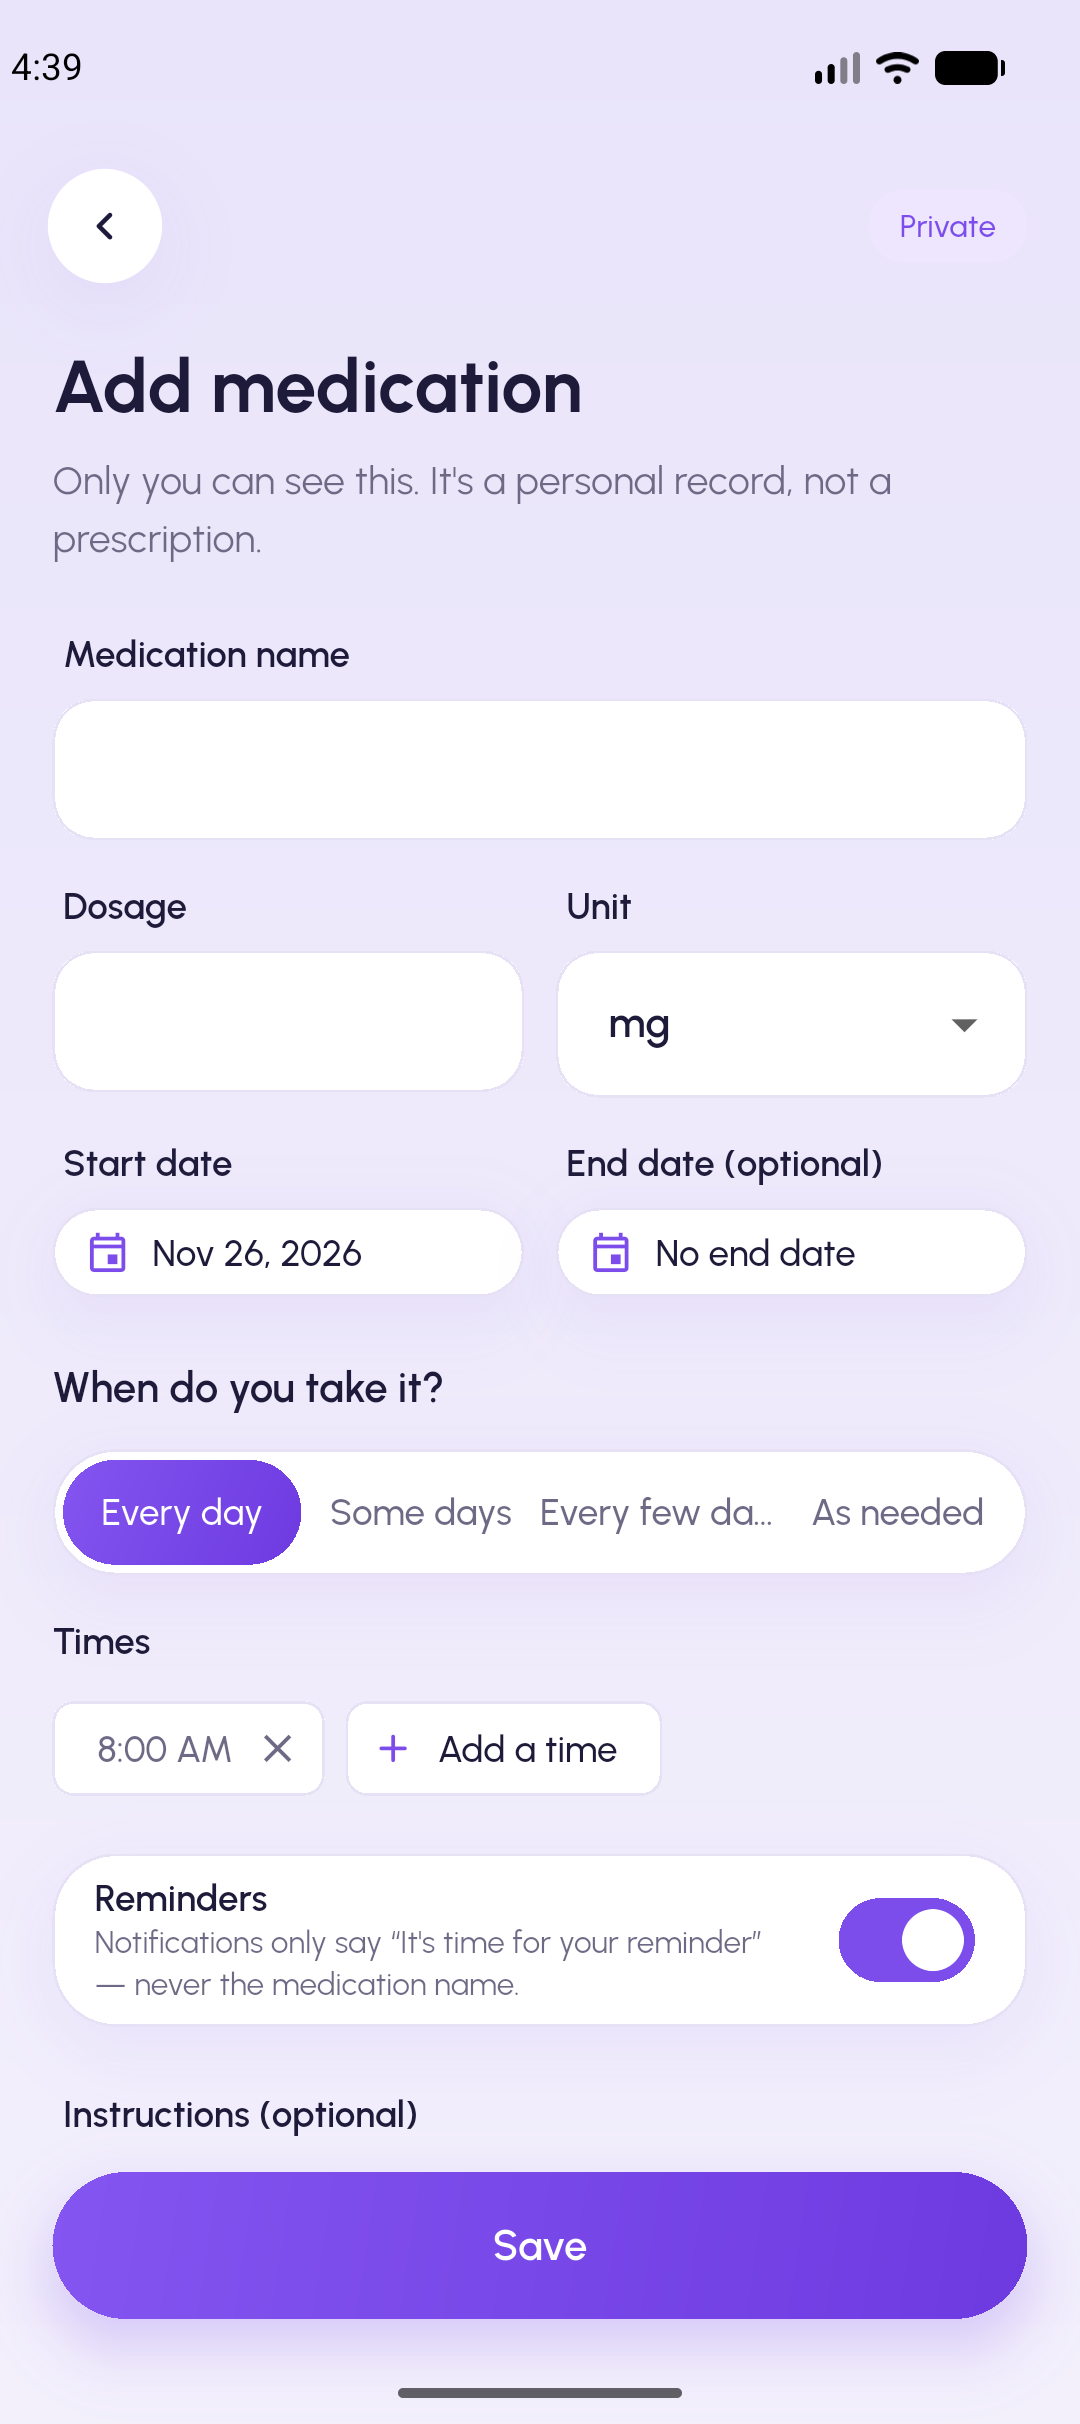 4:39
Private
Add medication
Only you can see this. It's a personal record, not a
prescription.
Medication name
Dosage
Unit
mg
Start date
End date (optional)
Nov 26, 2026
No end date
When do you take it?
Every day
Some days
Every few da...
As needed
Times
8:00 AM
Add a time
Reminders
Notifications only say “It's time for your reminder”
— never the medication name.
Instructions (optional)
Save